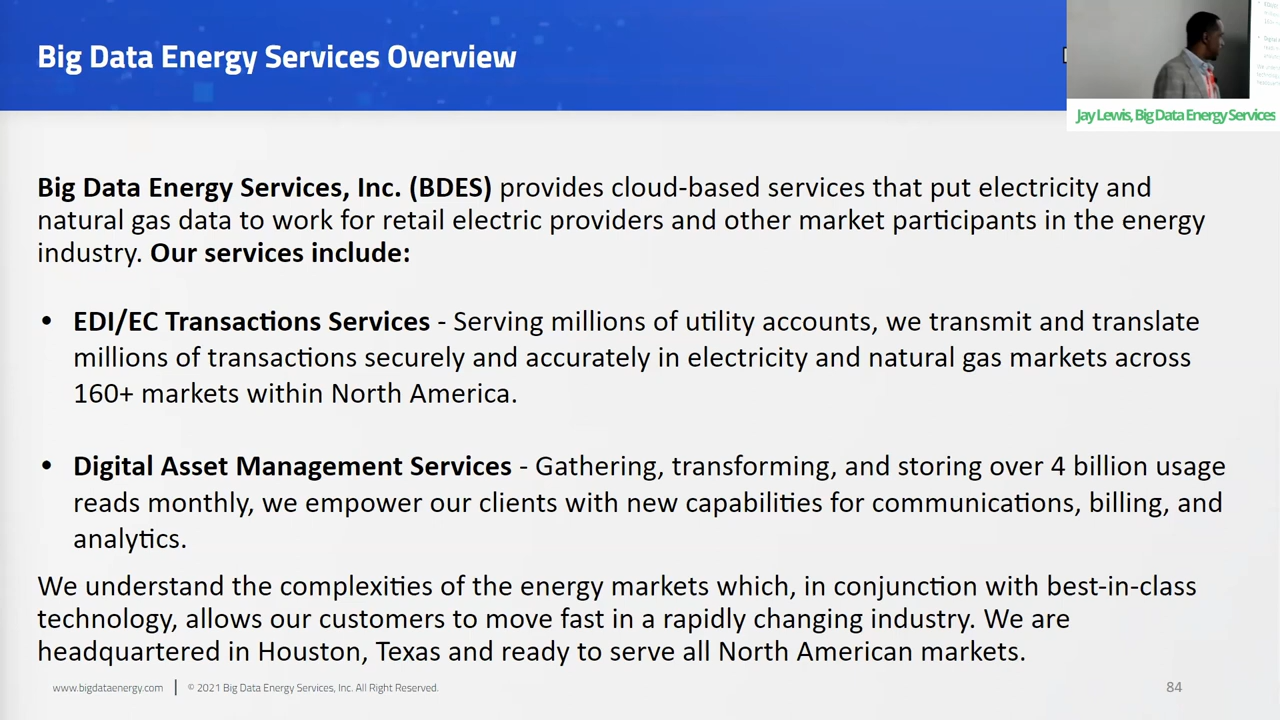 Big Data Energy Services Overview
Jay Lewis, Big Data Energy Services
Big Data Energy Services, Inc. (BDES) provides cloud-based services that put electricity and
natural gas data to work for retail electric providers and other market participants in the energy
industry. Our services include:
• EDI/EC Transactions Services - Serving millions of utility accounts, we transmit and translate
millions of transactions securely and accurately in electricity and natural gas markets across
160+ markets within North America.
• Digital Asset Management Services - Gathering, transforming, and storing over 4 billion usage
reads monthly, we empower our clients with new capabilities for communications, billing, and
analytics.
We understand the complexities of the energy markets which, in conjunction with best-in-class
technology, allows our customers to move fast in a rapidly changing industry. We are
headquartered in Houston, Texas and ready to serve all North American markets.
www.bigdataenergy.com | © 2021 Big Data Energy Services, Inc. All Right Reserved.
84